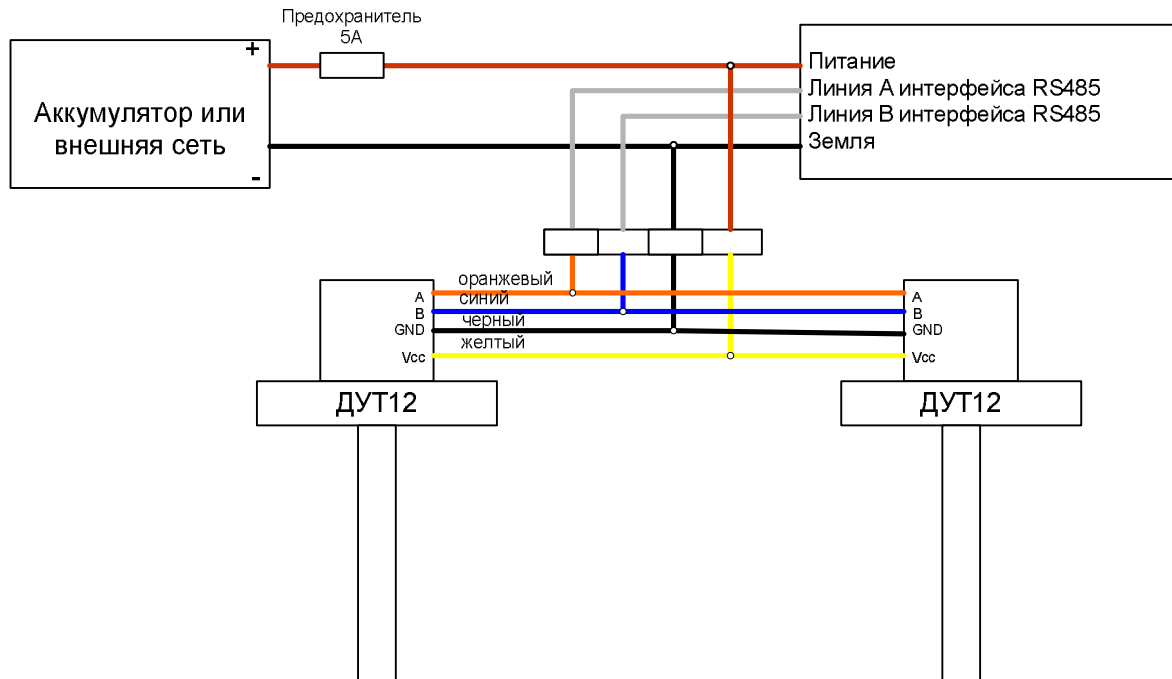 Предохранитель
5А
+
Аккумулятор или
внешняя сеть
-
Питание
Линия А интерфейса RS485
Линия В интерфейса RS485
Земля
оранжевый
синий
черный
желтый
A
B
GND
Vcc
ДУТ12
A
B
GND
Vcc
ДУТ12